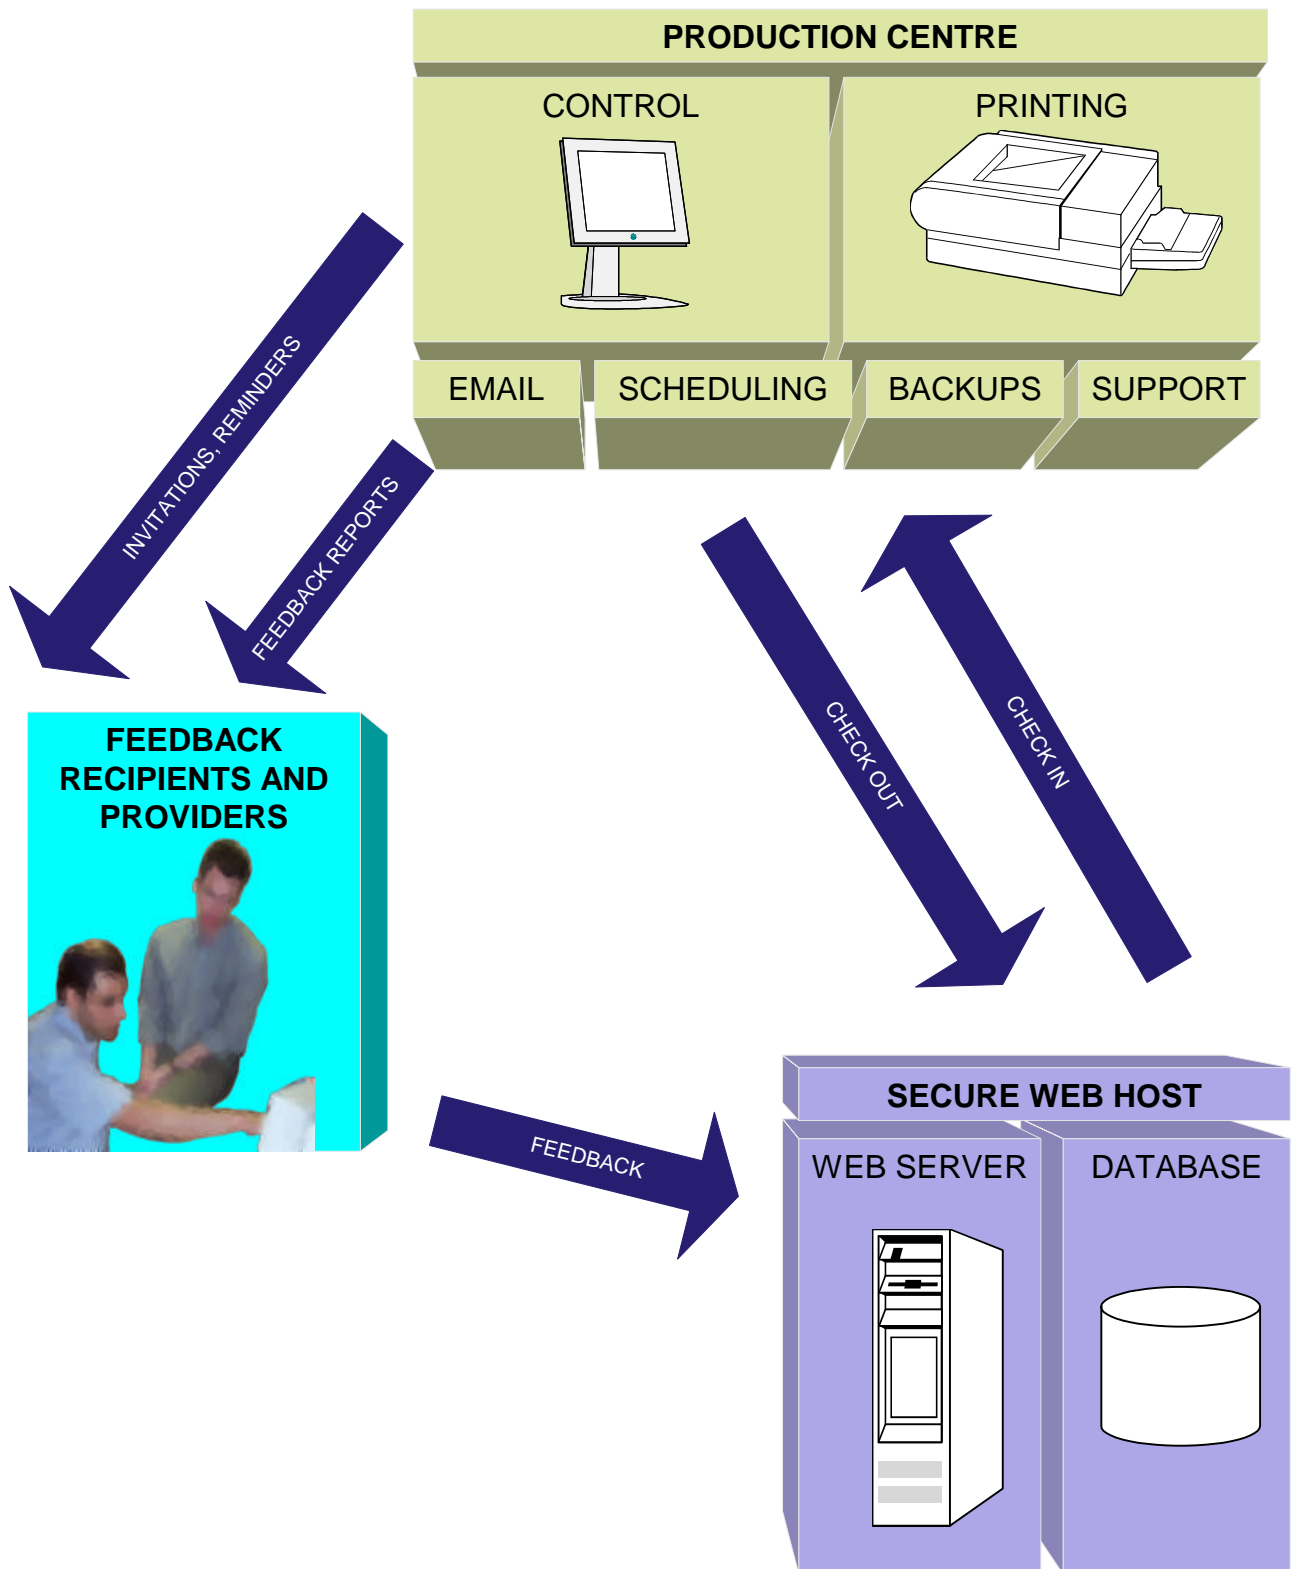 PRODUCTION CENTRE
CONTROL
PRINTING
EMAIL
SCHEDULING
BACKUPS
SUPPORT
INVITATIONS, REMINDERS
FEEDBACK REPORTS
CHECK OUT
CHECK IN
FEEDBACK
RECIPIENTS AND
PROVIDERS
FEEDBACK
SECURE WEB HOST
WEB SERVER
DATABASE